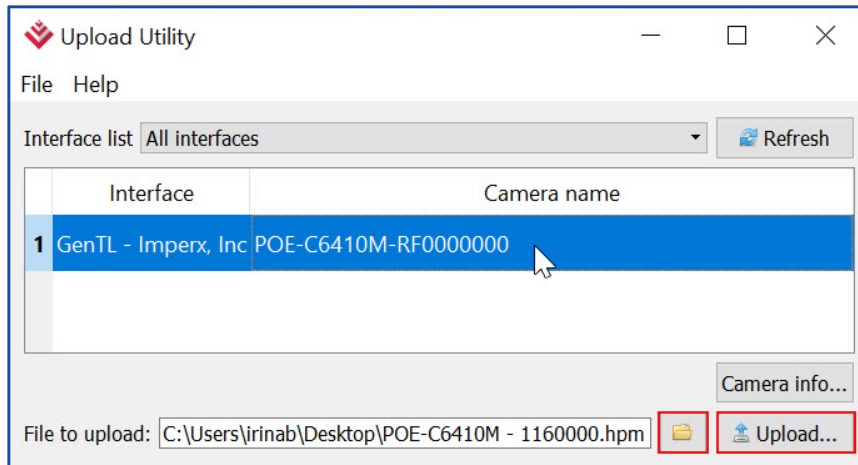 Upload Utility
File Help
Interface list All interfaces Refresh
Interface Camera name
1 GenTL - Imperx, Inc POE-C6410M-RF0000000
Camera info...
File to upload: C:\Users\irinab\Desktop\POE-C6410M - 1160000.hpm Upload...